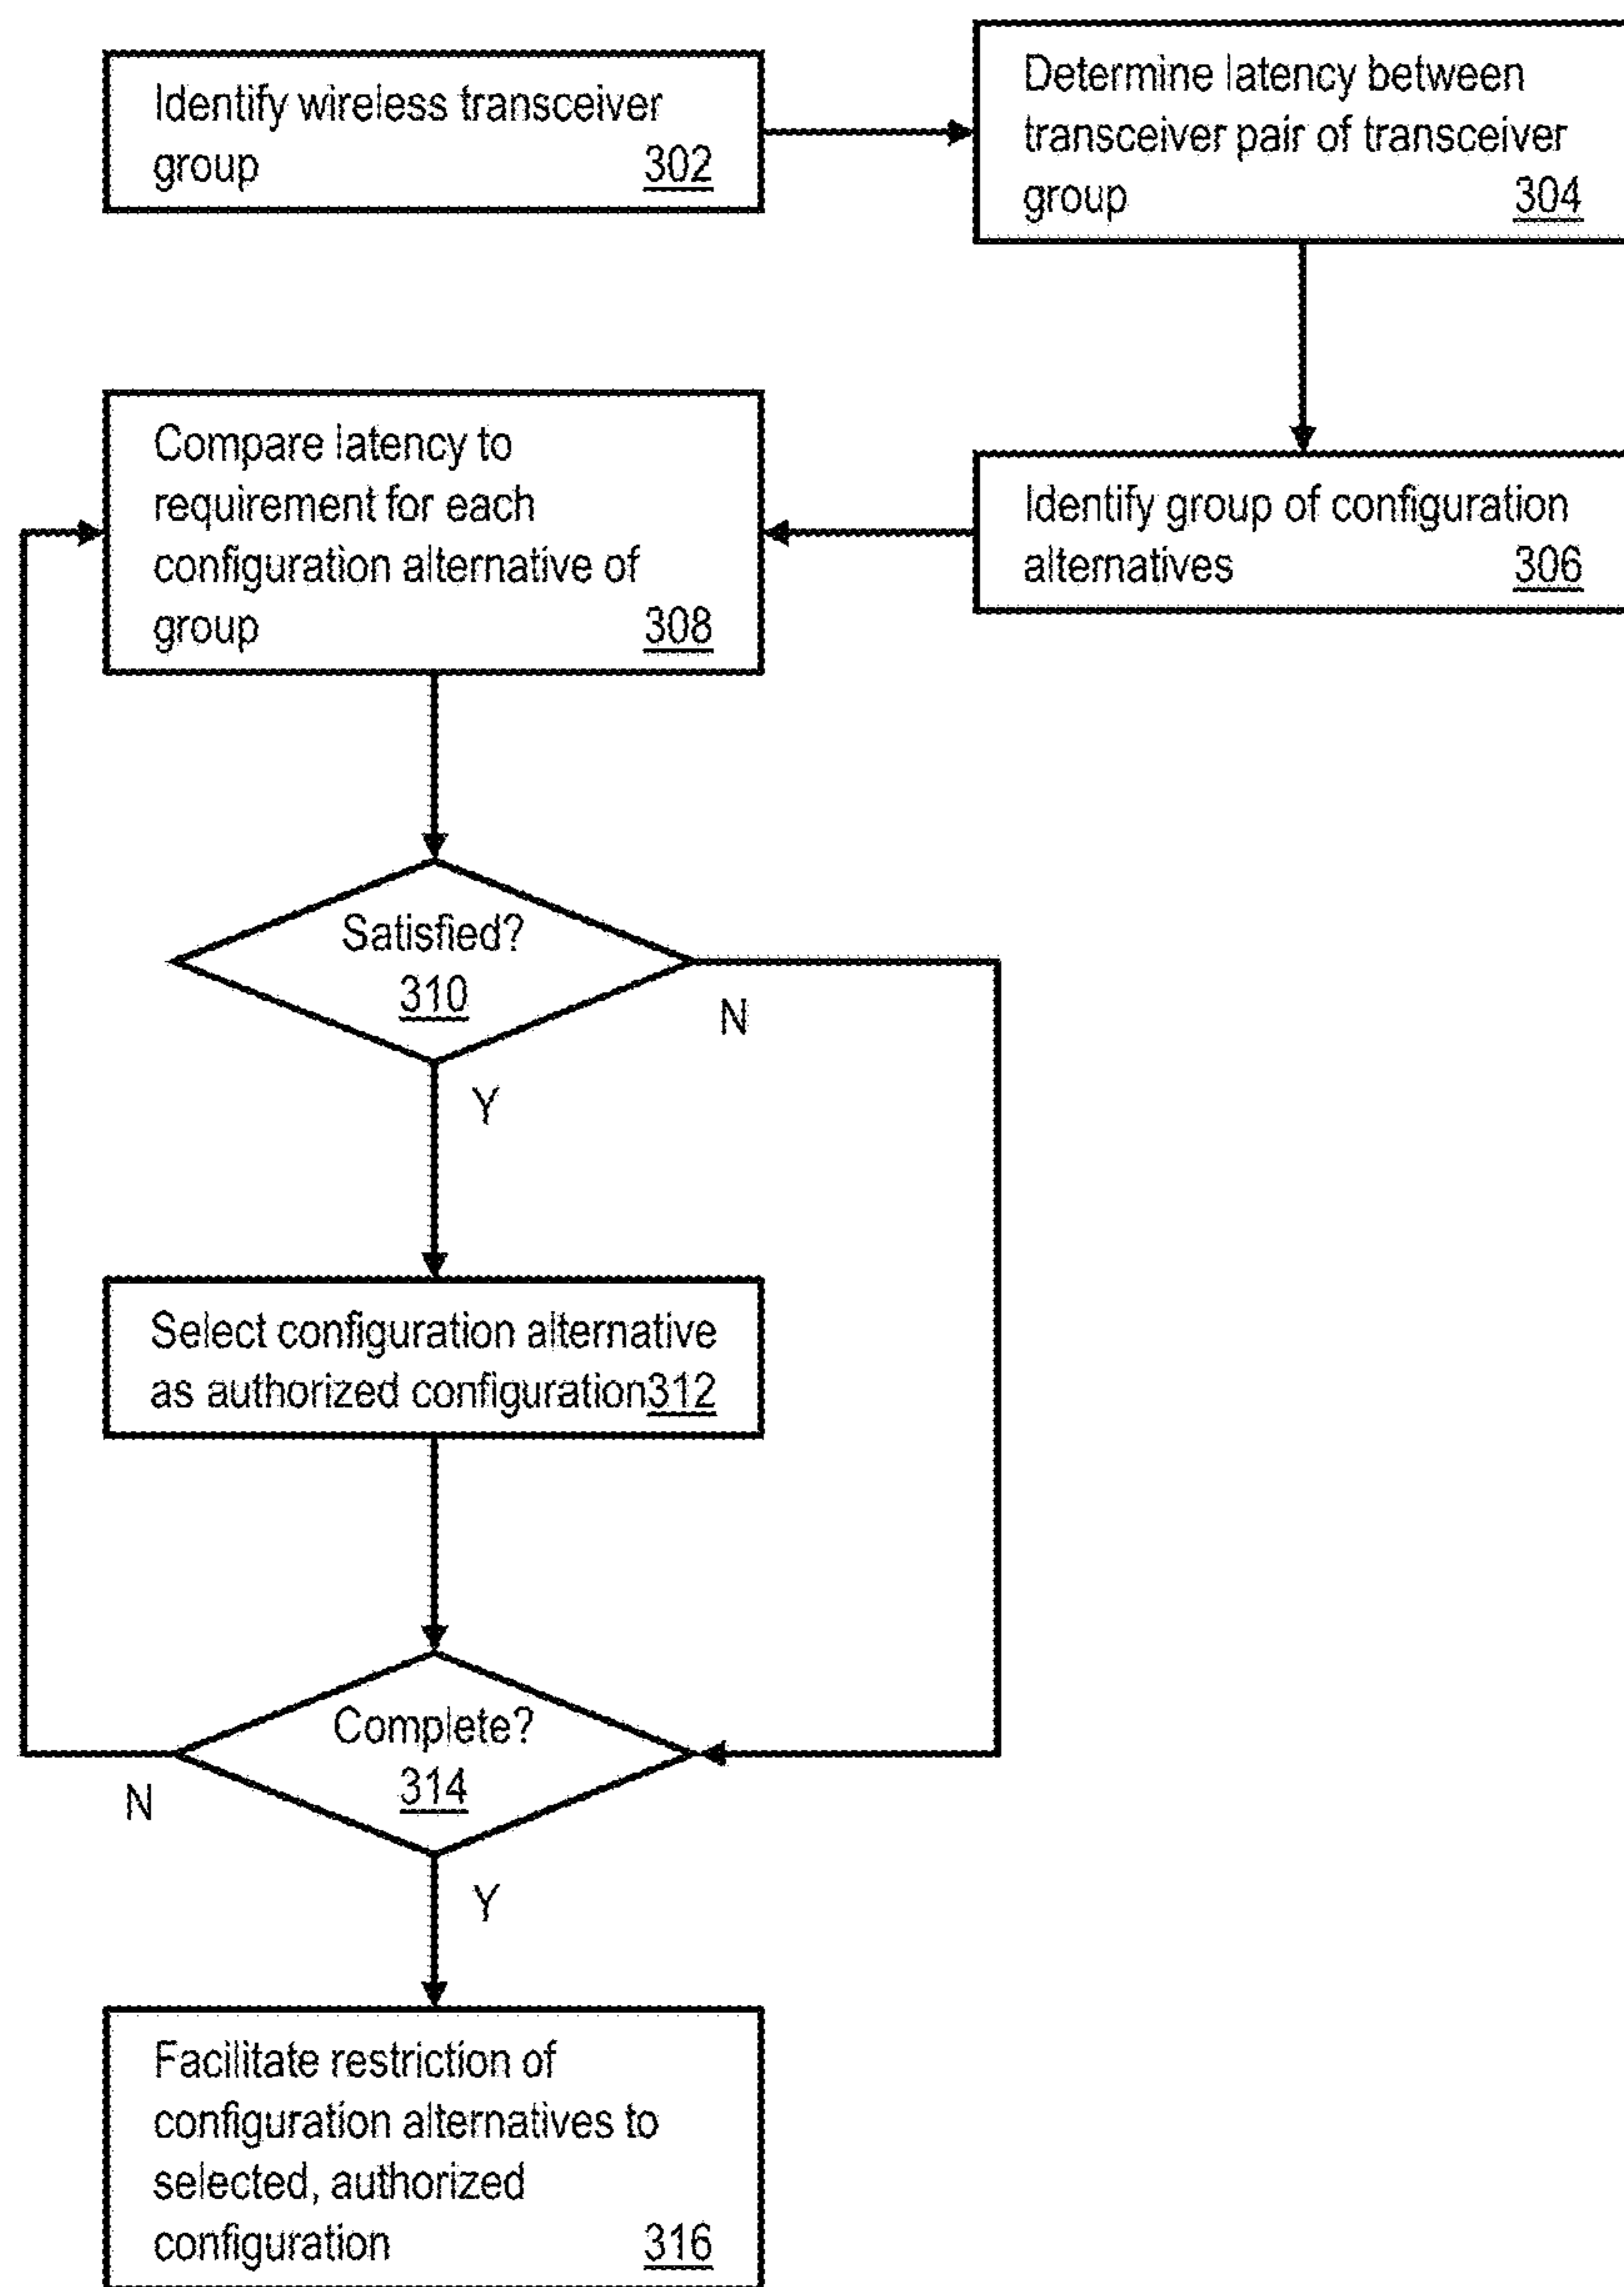 Identify wireless transceiver
group 302
Determine latency between
transceiver pair of transceiver
group 304
Identify group of configuration
alternatives 306
Compare latency to
requirement for each
configuration alternative of
group 308
Satisfied?
310
N
Y
Select configuration alternative
as authorized configuration312
Complete?
314
N
Y
Facilitate restriction of
configuration alternatives to
selected, authorized
configuration 316